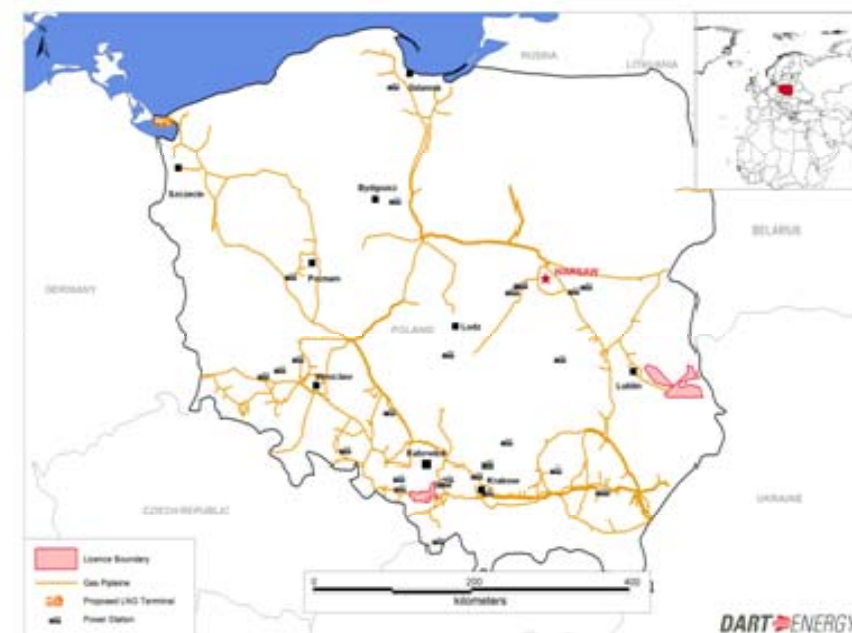 RUSSIA
LITHUANIA
Gdansk
Szczecin
Bydgoszcz
BELARUS
WARSAW
GERMANY
Poznan
POLAND
Lodz
Wroclaw
Lublin
Katowice
Krakow
CZECH REPUBLIC
UKRAINE
Licence Boundary
Gas Pipeline
Proposed LNG Terminal
Power Station
0 200 400
kilometers
DART ENERGY